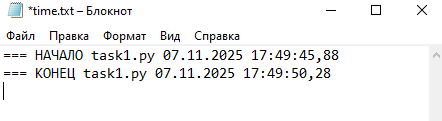 *time.txt – Блокнот
Файл Правка Формат Вид Справка
=== НАЧАЛО task1.py 07.11.2025 17:49:45,88
=== КОНЕЦ task1.py 07.11.2025 17:49:50,28